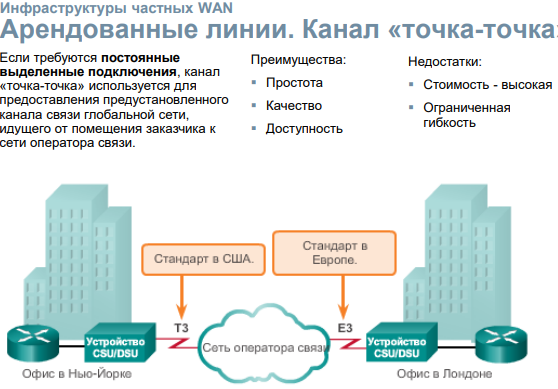 Инфраструктуры частных WAN
Арендованные линии. Канал «точка-точка»
Если требуются постоянные
выделенные подключения, канал
«точка-точка» используется для
предоставления предустановленного
канала связи глобальной сети,
идущего от помещения заказчика к
сети оператора связи.
Преимущества:
Простота
Качество
Доступность
Недостатки:
Стоимость - высокая
Ограниченная
гибкость
Стандарт в США.
Стандарт в
Европе.
T3
E3
Устройство
CSU/DSU
Сеть оператора связи
Устройство
CSU/DSU
Офис в Нью-Йорке
Офис в Лондоне